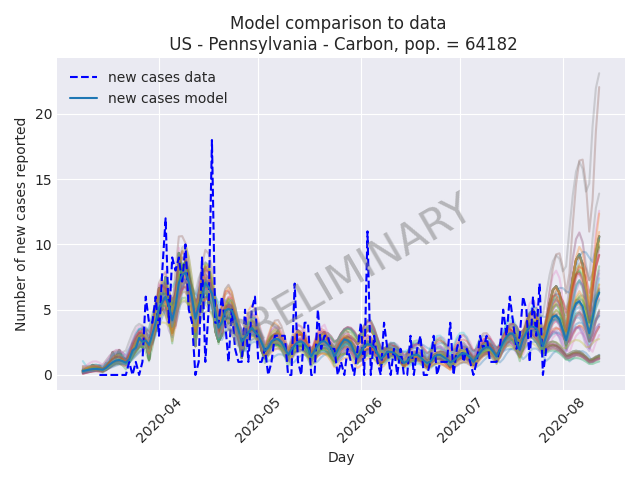 Model comparison to data
US - Pennsylvania - Carbon, pop. = 64182
new cases data
new cases model
PRELIMINARY
Number of new cases reported
20
15
10
5
0
2020-04
2020-05
2020-06
2020-07
2020-08
Day